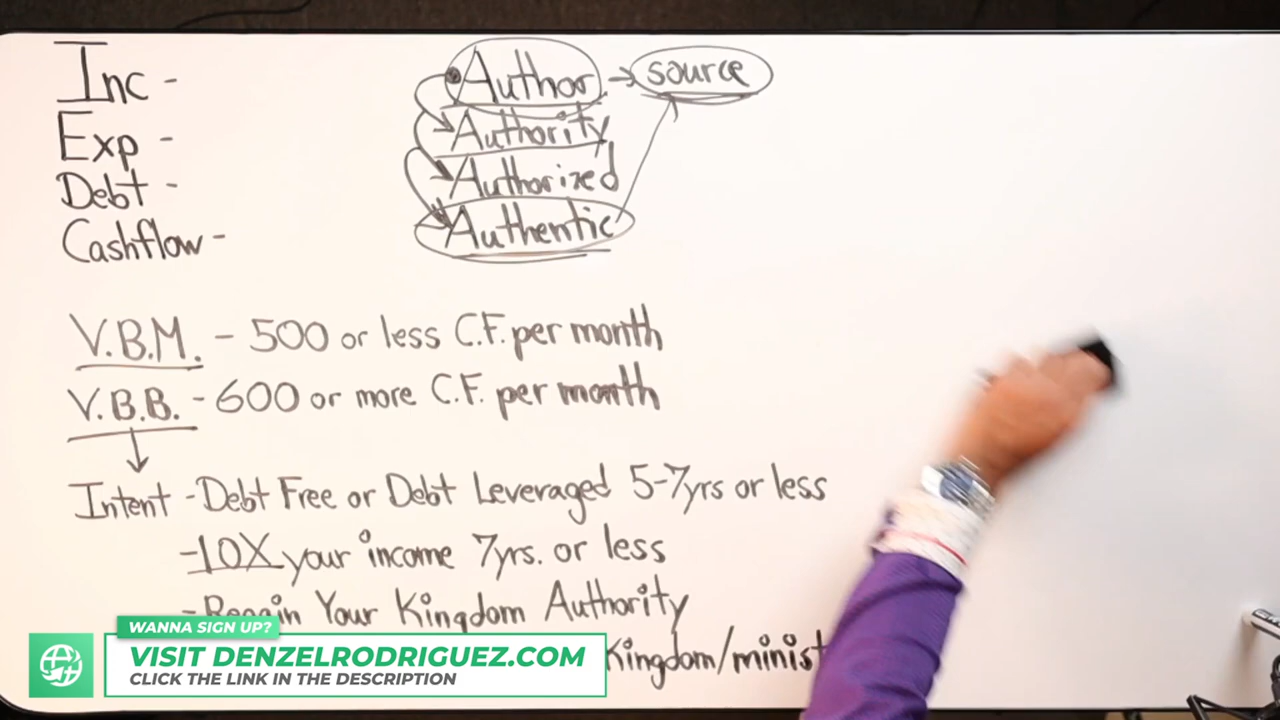 Inc -
Exp -
Debt -
Cashflow -
Author → source
Authority
Authorized
Authentic
V.B.M. - 500 or less C.F. per month
V.B.B. - 600 or more C.F. per month
Intent - Debt Free or Debt Leveraged 5-7yrs or less
- 10X your income 7yrs. or less
- Regain Your Kingdom Authority
Kingdom/minist
WANNA SIGN UP?
VISIT DENZELRODRIGUEZ.COM
CLICK THE LINK IN THE DESCRIPTION